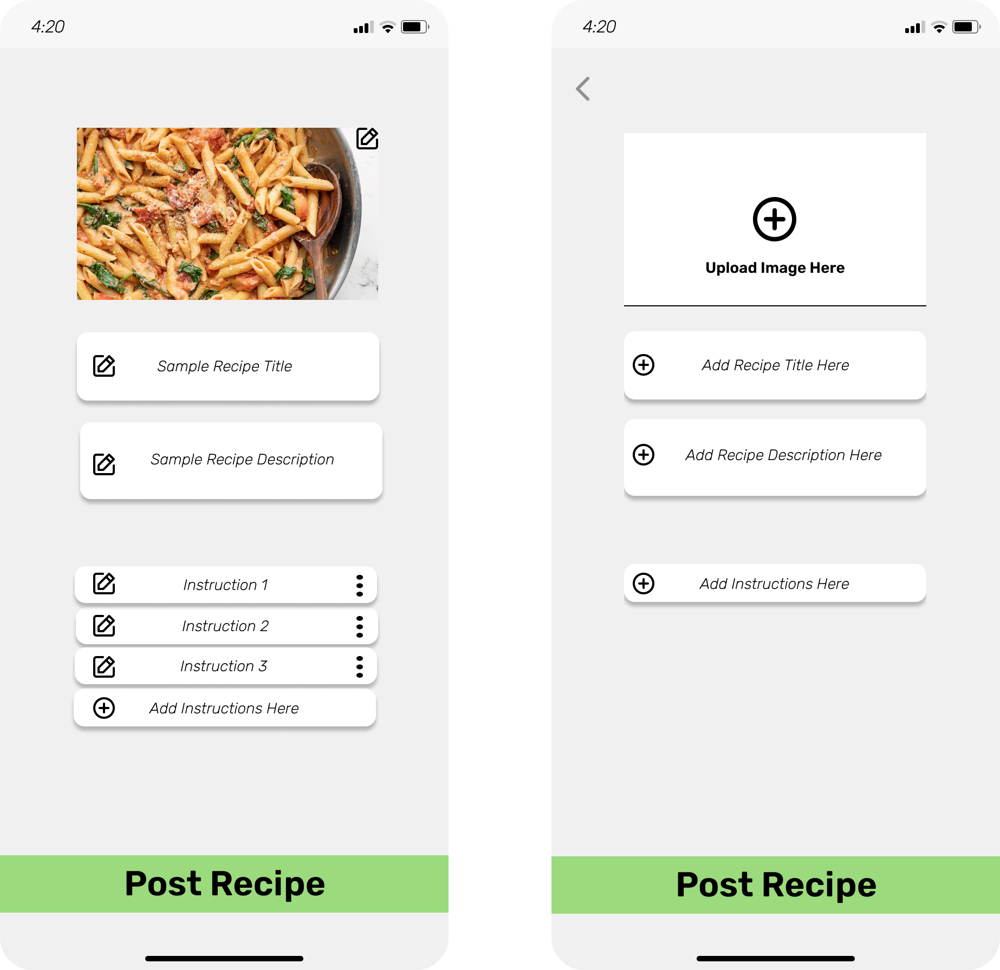 4:20
Sample Recipe Title
Sample Recipe Description
Instruction 1
Instruction 2
Instruction 3
Add Instructions Here
Post Recipe
4:20
Upload Image Here
Add Recipe Title Here
Add Recipe Description Here
Add Instructions Here
Post Recipe